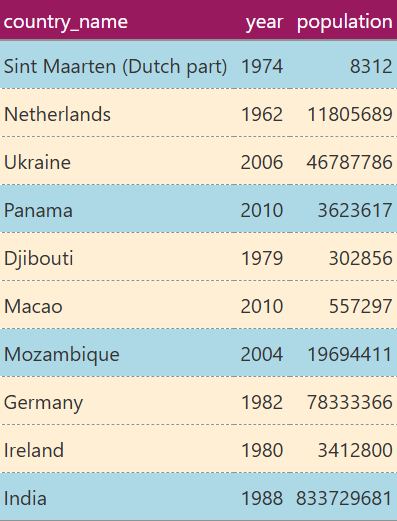 country_name year population
Sint Maarten (Dutch part) 1974 8312
Netherlands 1962 11805689
Ukraine 2006 46787786
Panama 2010 3623617
Djibouti 1979 302856
Macao 2010 557297
Mozambique 2004 19694411
Germany 1982 78333366
Ireland 1980 3412800
India 1988 833729681